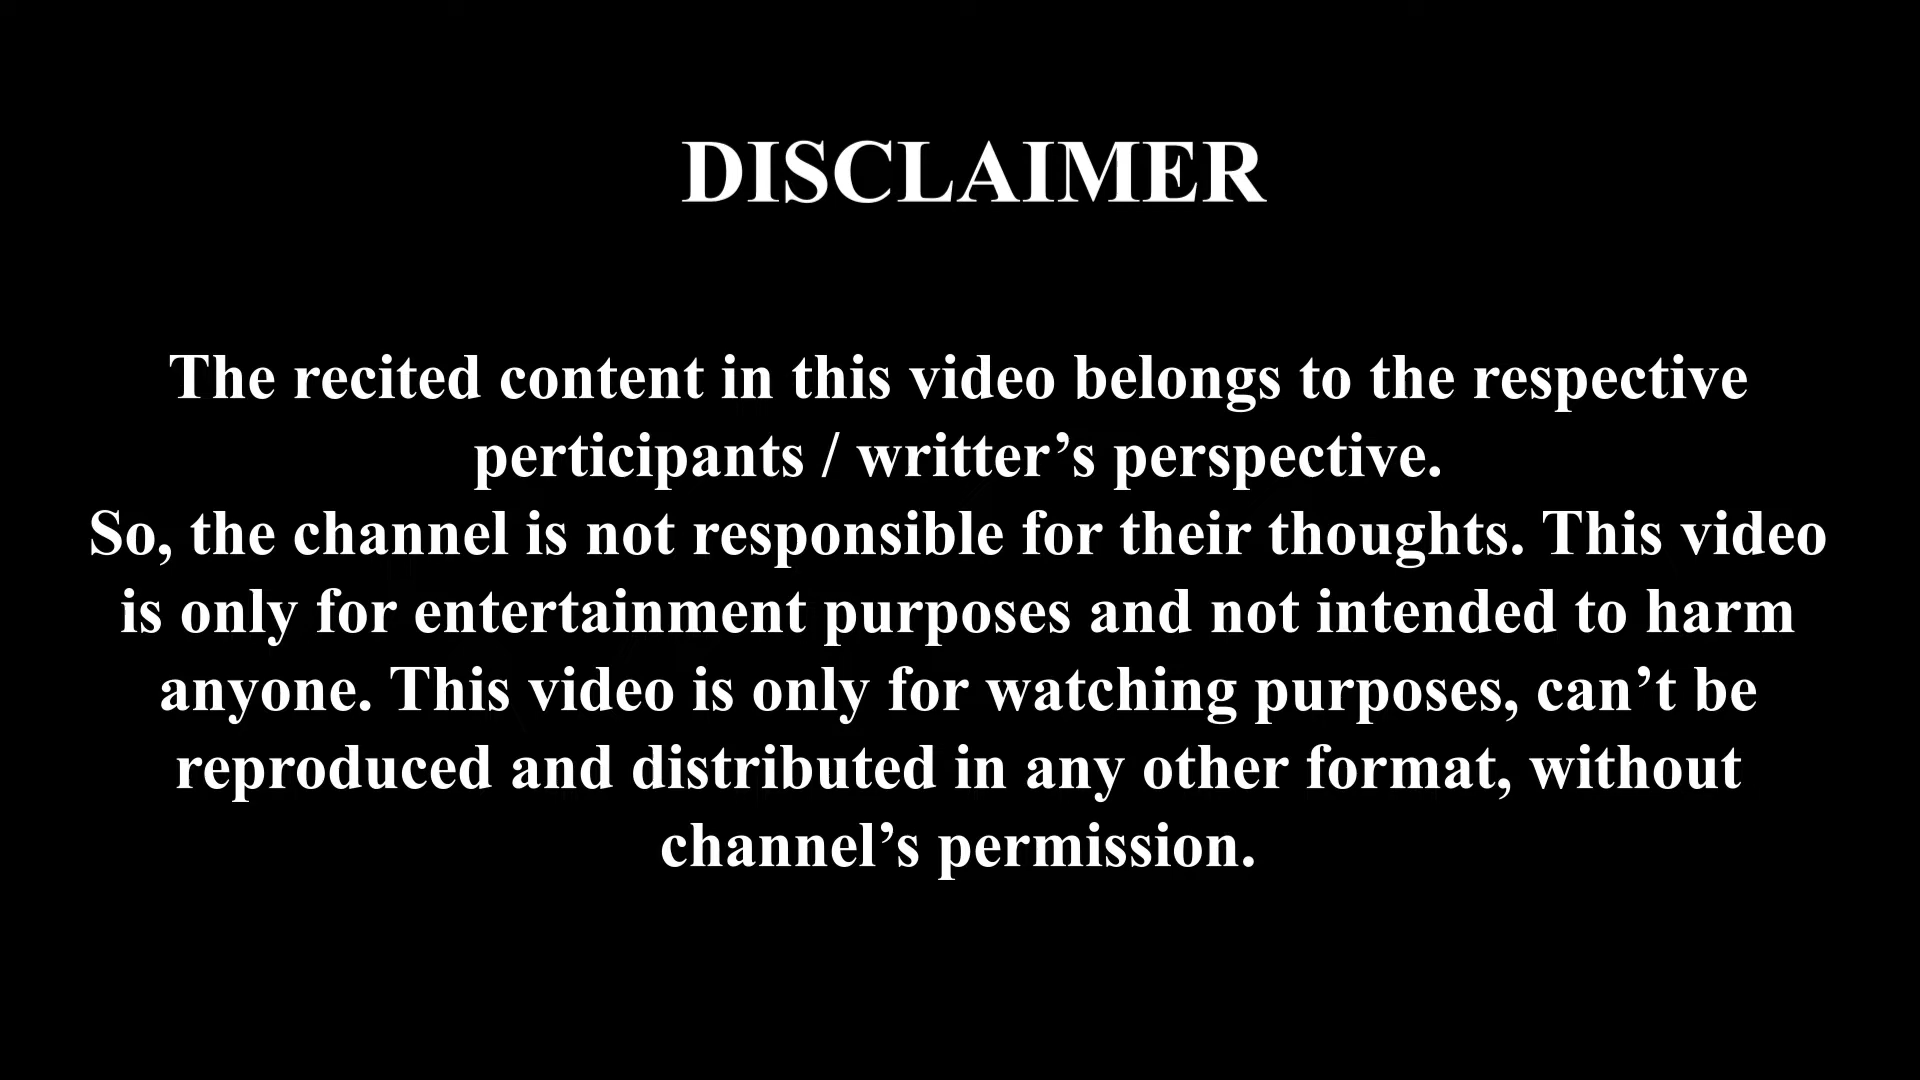 DISCLAIMER
The recited content in this video belongs to the respective
perticipants / writter’s perspective.
So, the channel is not responsible for their thoughts. This video
is only for entertainment purposes and not intended to harm
anyone. This video is only for watching purposes, can’t be
reproduced and distributed in any other format, without
channel’s permission.